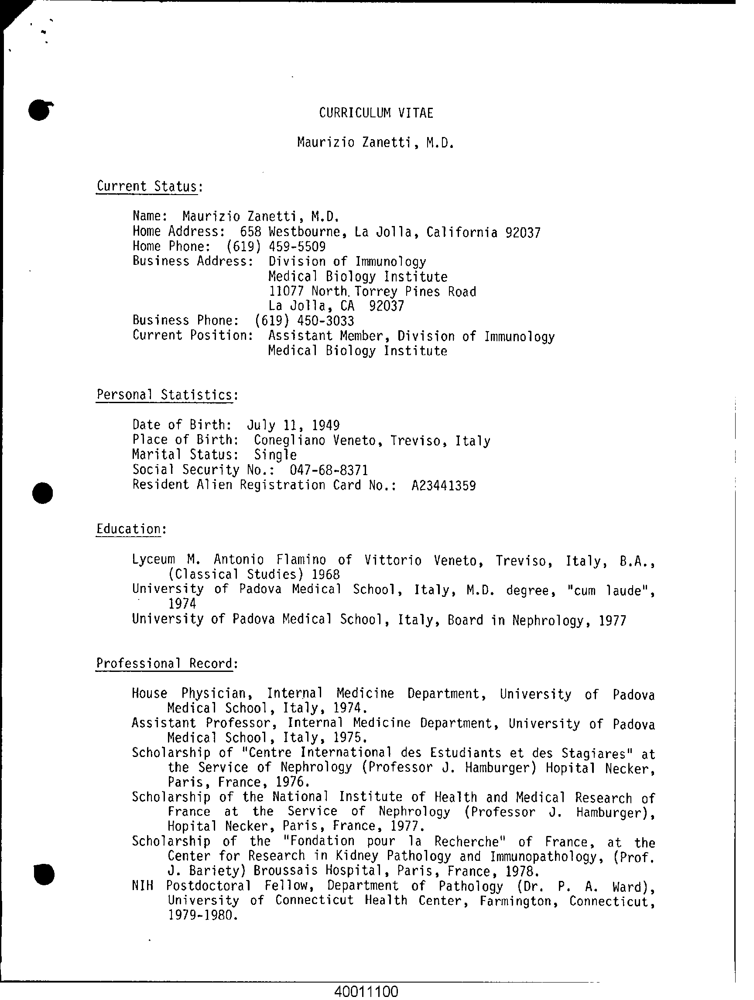 CURRICULUM VITAE
Maurizio Zanetti, M.D.
Current Status:
Name: Maurizio Zanetti, M.D.
Home Address: 658 Westbourne, La Jolla, California 92037
Home Phone: (619) 459-5509
Business Address: Division of Immunology
Medical Biology Institute
11077 North Torrey Pines Road
La Jolla, CA 92037
Business Phone: (619) 450-3033
Current Position: Assistant Member, Division of Immunology
Medical Biology Institute
Personal Statistics:
Date of Birth: July 11, 1949
Place of Birth: Conegliano Veneto, Treviso, Italy
Marital Status: Single
Social Security No.: 047-68-8371
Resident Alien Registration Card No.: A23441359
Education:
Lyceum M. Antonio Flamino of Vittorio Veneto, Treviso, Italy, B.A.,
(Classical Studies) 1968
University of Padova Medical School, Italy, M.D. degree, "cum laude",
1974
University of Padova Medical School, Italy, Board in Nephrology, 1977
Professional Record:
House Physician, Internal Medicine Department, University of Padova
Medical School, Italy, 1974.
Assistant Professor, Internal Medicine Department, University of Padova
Medical School, Italy, 1975.
Scholarship of "Centre International des Estudiants et des Stagiares" at
the Service of Nephrology (Professor J. Hamburger) Hopital Necker,
Paris, France, 1976.
Scholarship of the National Institute of Health and Medical Research of
France at the Service of Nephrology (Professor J. Hamburger),
Hopital Necker, Paris, France, 1977.
Scholarship of the "Fondation pour la Recherche" of France, at the
Center for Research in Kidney Pathology and Immunopathology, (Prof.
J. Bariety) Broussais Hospital, Paris, France, 1978.
NIH Postdoctoral Fellow, Department of Pathology (Dr. P. A. Ward),
University of Connecticut Health Center, Farmington, Connecticut,
1979-1980.
40011100